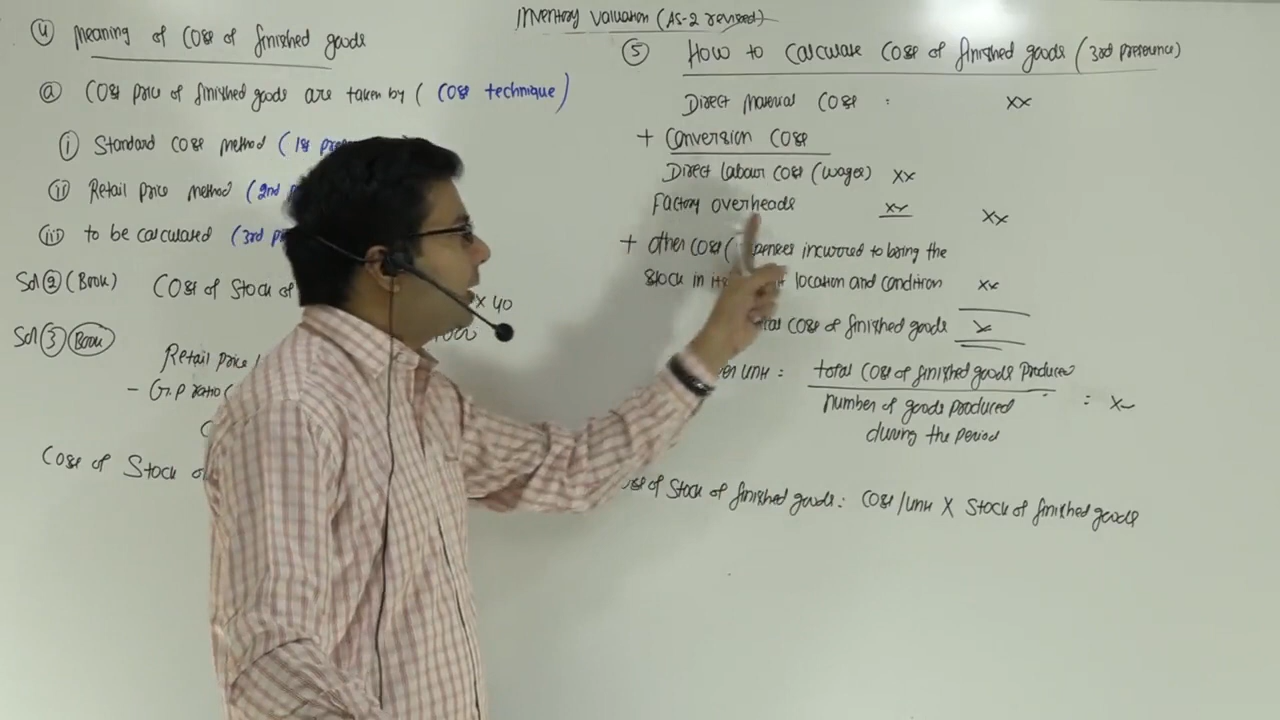 Inventory Valuation (AS-2 revised)
④ Meaning of Cost of finished goods
ⓐ Cost price of finished goods are taken by ( Cost technique )
ⓘ Standard cost method ( 1st
ⓘⓘ Retail price method ( 2nd
ⓘⓘⓘ to be calculated ( 3rd
Sol ② (Book) Cost of Stock of
x 40
Sol ③ (Book)
Retail price
- G.P ratio (
Cost of Stock
⑤ How to calculate cost of finished goods ( 3rd preference )
Direct Material Cost : xx
+ Conversion Cost
Direct labour cost (wages) xx
Factory overheads xx xx
+ other cost ( incurred to bring the
stock in location and condition xx
cost of finished goods x
unit : total cost of finished goods produced
number of goods produced : x
during the period
of Stock of finished goods : cost /unit X Stock of finished goods